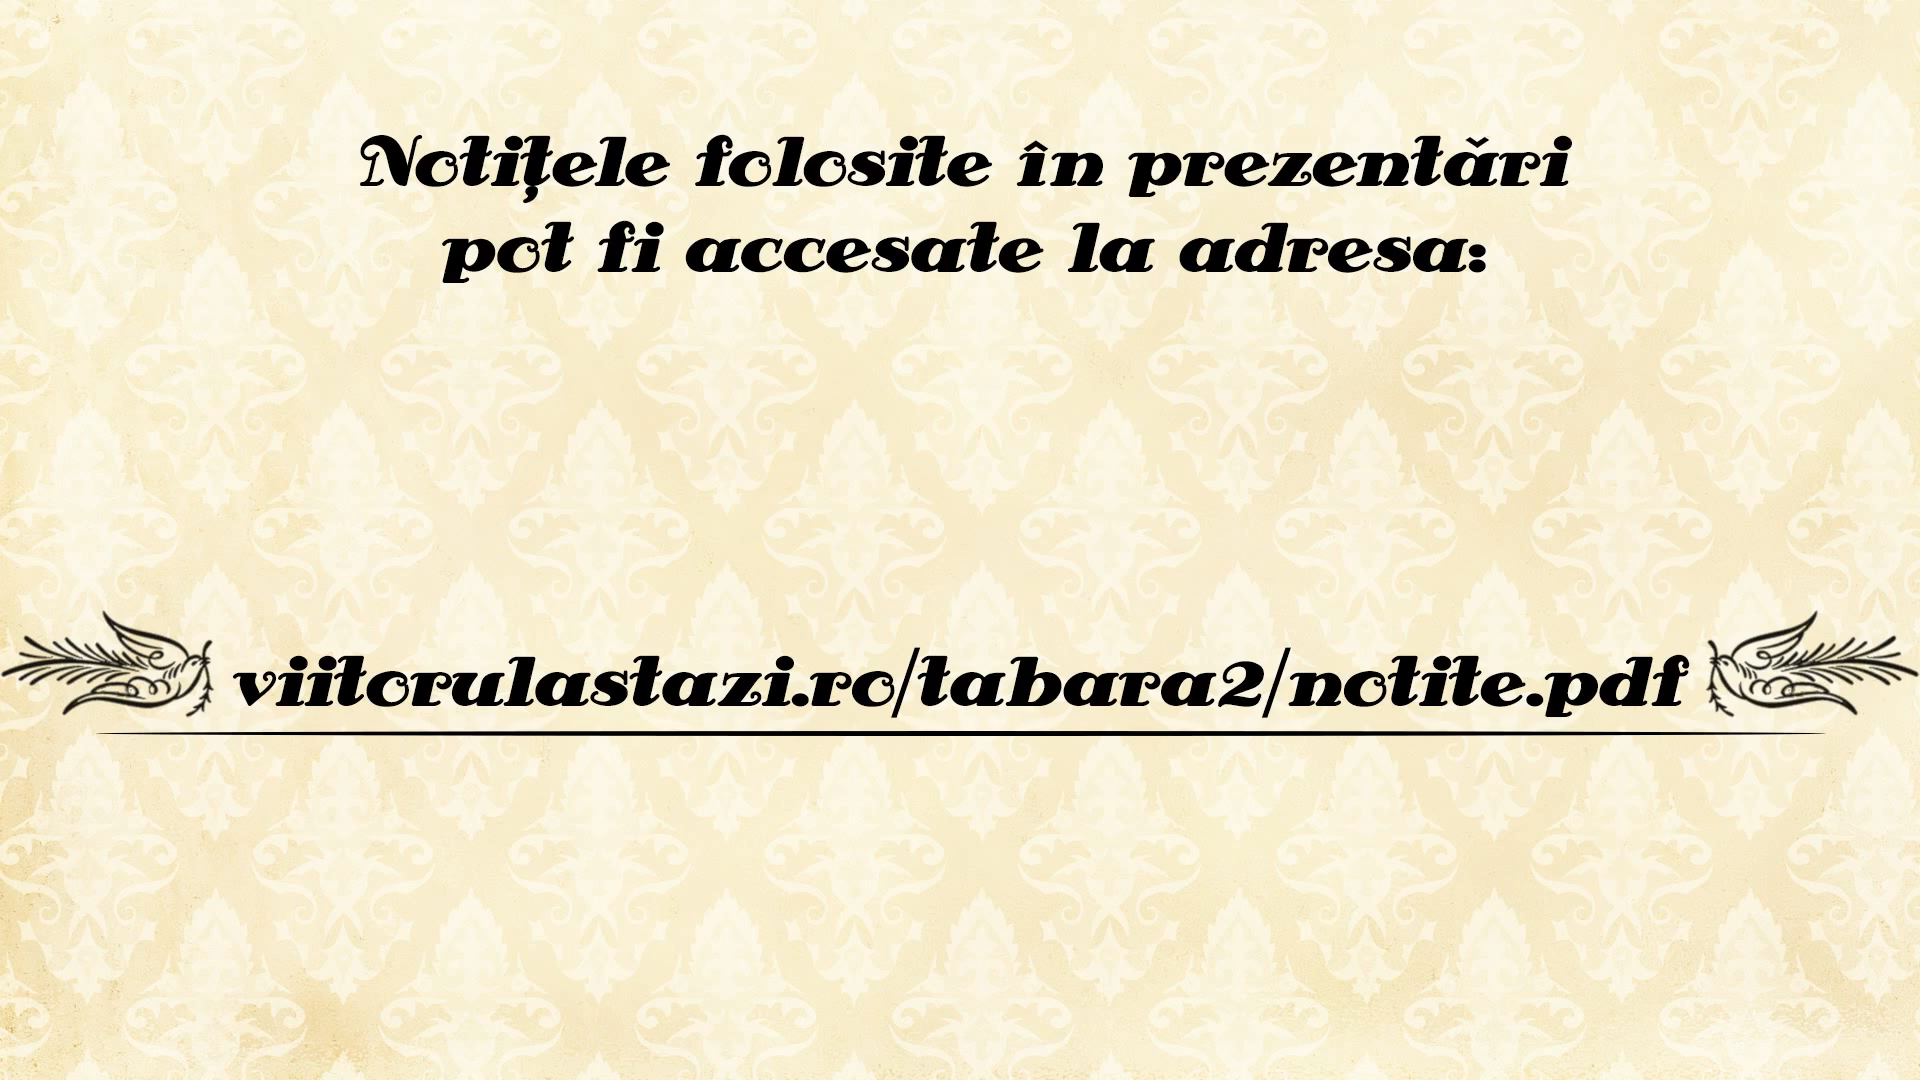 Notițele folosite în prezentări
pot fi accesate la adresa:
viitorulastazi.ro/tabara2/notite.pdf